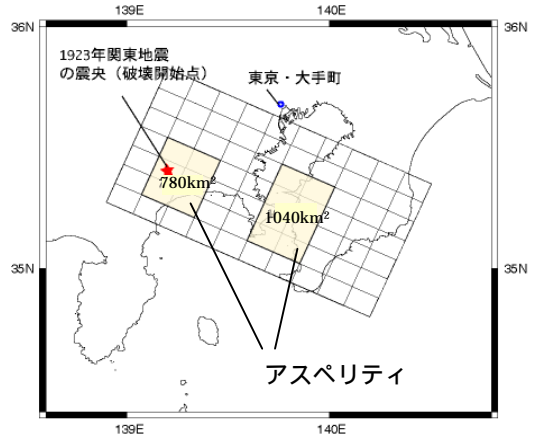 139E
140E
36N
36N
1923年関東地震
の震央（破壊開始点）
東京・大手町
780km²
1040km²
35N
35N
アスペリティ
139E
140E